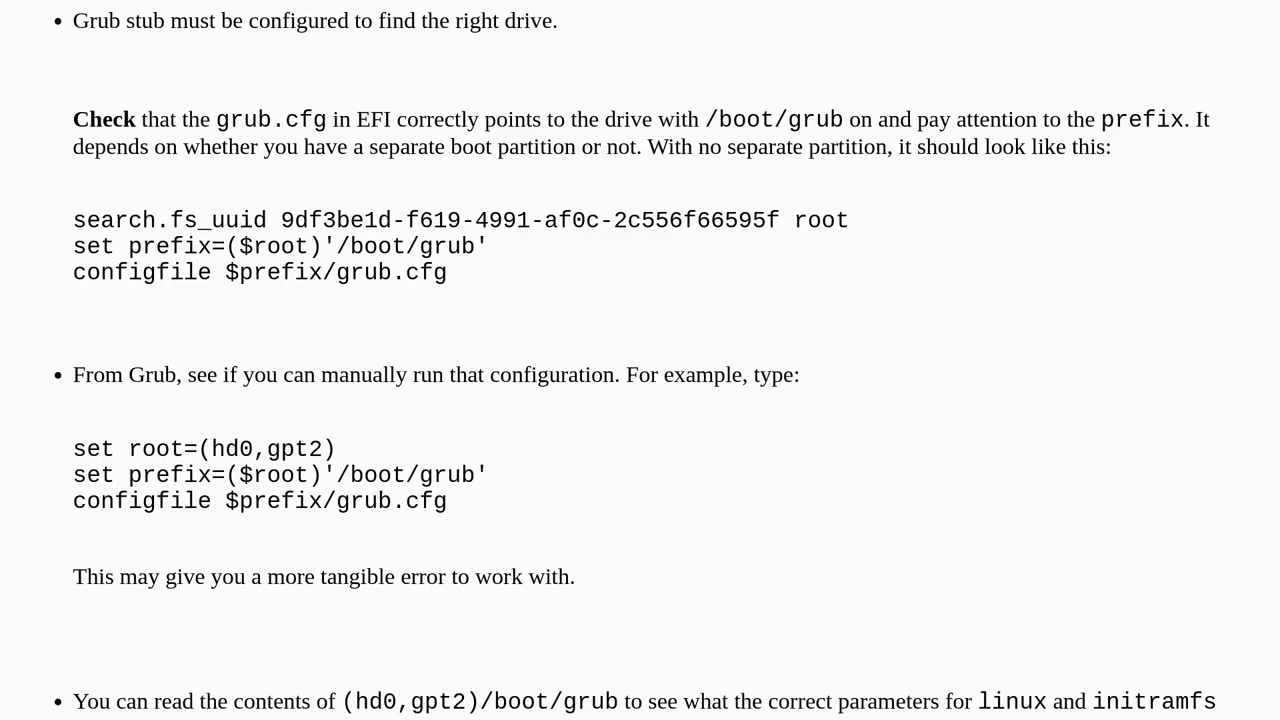 • Grub stub must be configured to find the right drive.
Check that the grub.cfg in EFI correctly points to the drive with /boot/grub on and pay attention to the prefix. It
depends on whether you have a separate boot partition or not. With no separate partition, it should look like this:
search.fs_uuid 9df3be1d-f619-4991-af0c-2c556f66595f root
set prefix=($root)'/boot/grub'
configfile $prefix/grub.cfg
• From Grub, see if you can manually run that configuration. For example, type:
set root=(hd0,gpt2)
set prefix=($root)'/boot/grub'
configfile $prefix/grub.cfg
This may give you a more tangible error to work with.
• You can read the contents of (hd0,gpt2)/boot/grub to see what the correct parameters for linux and initramfs